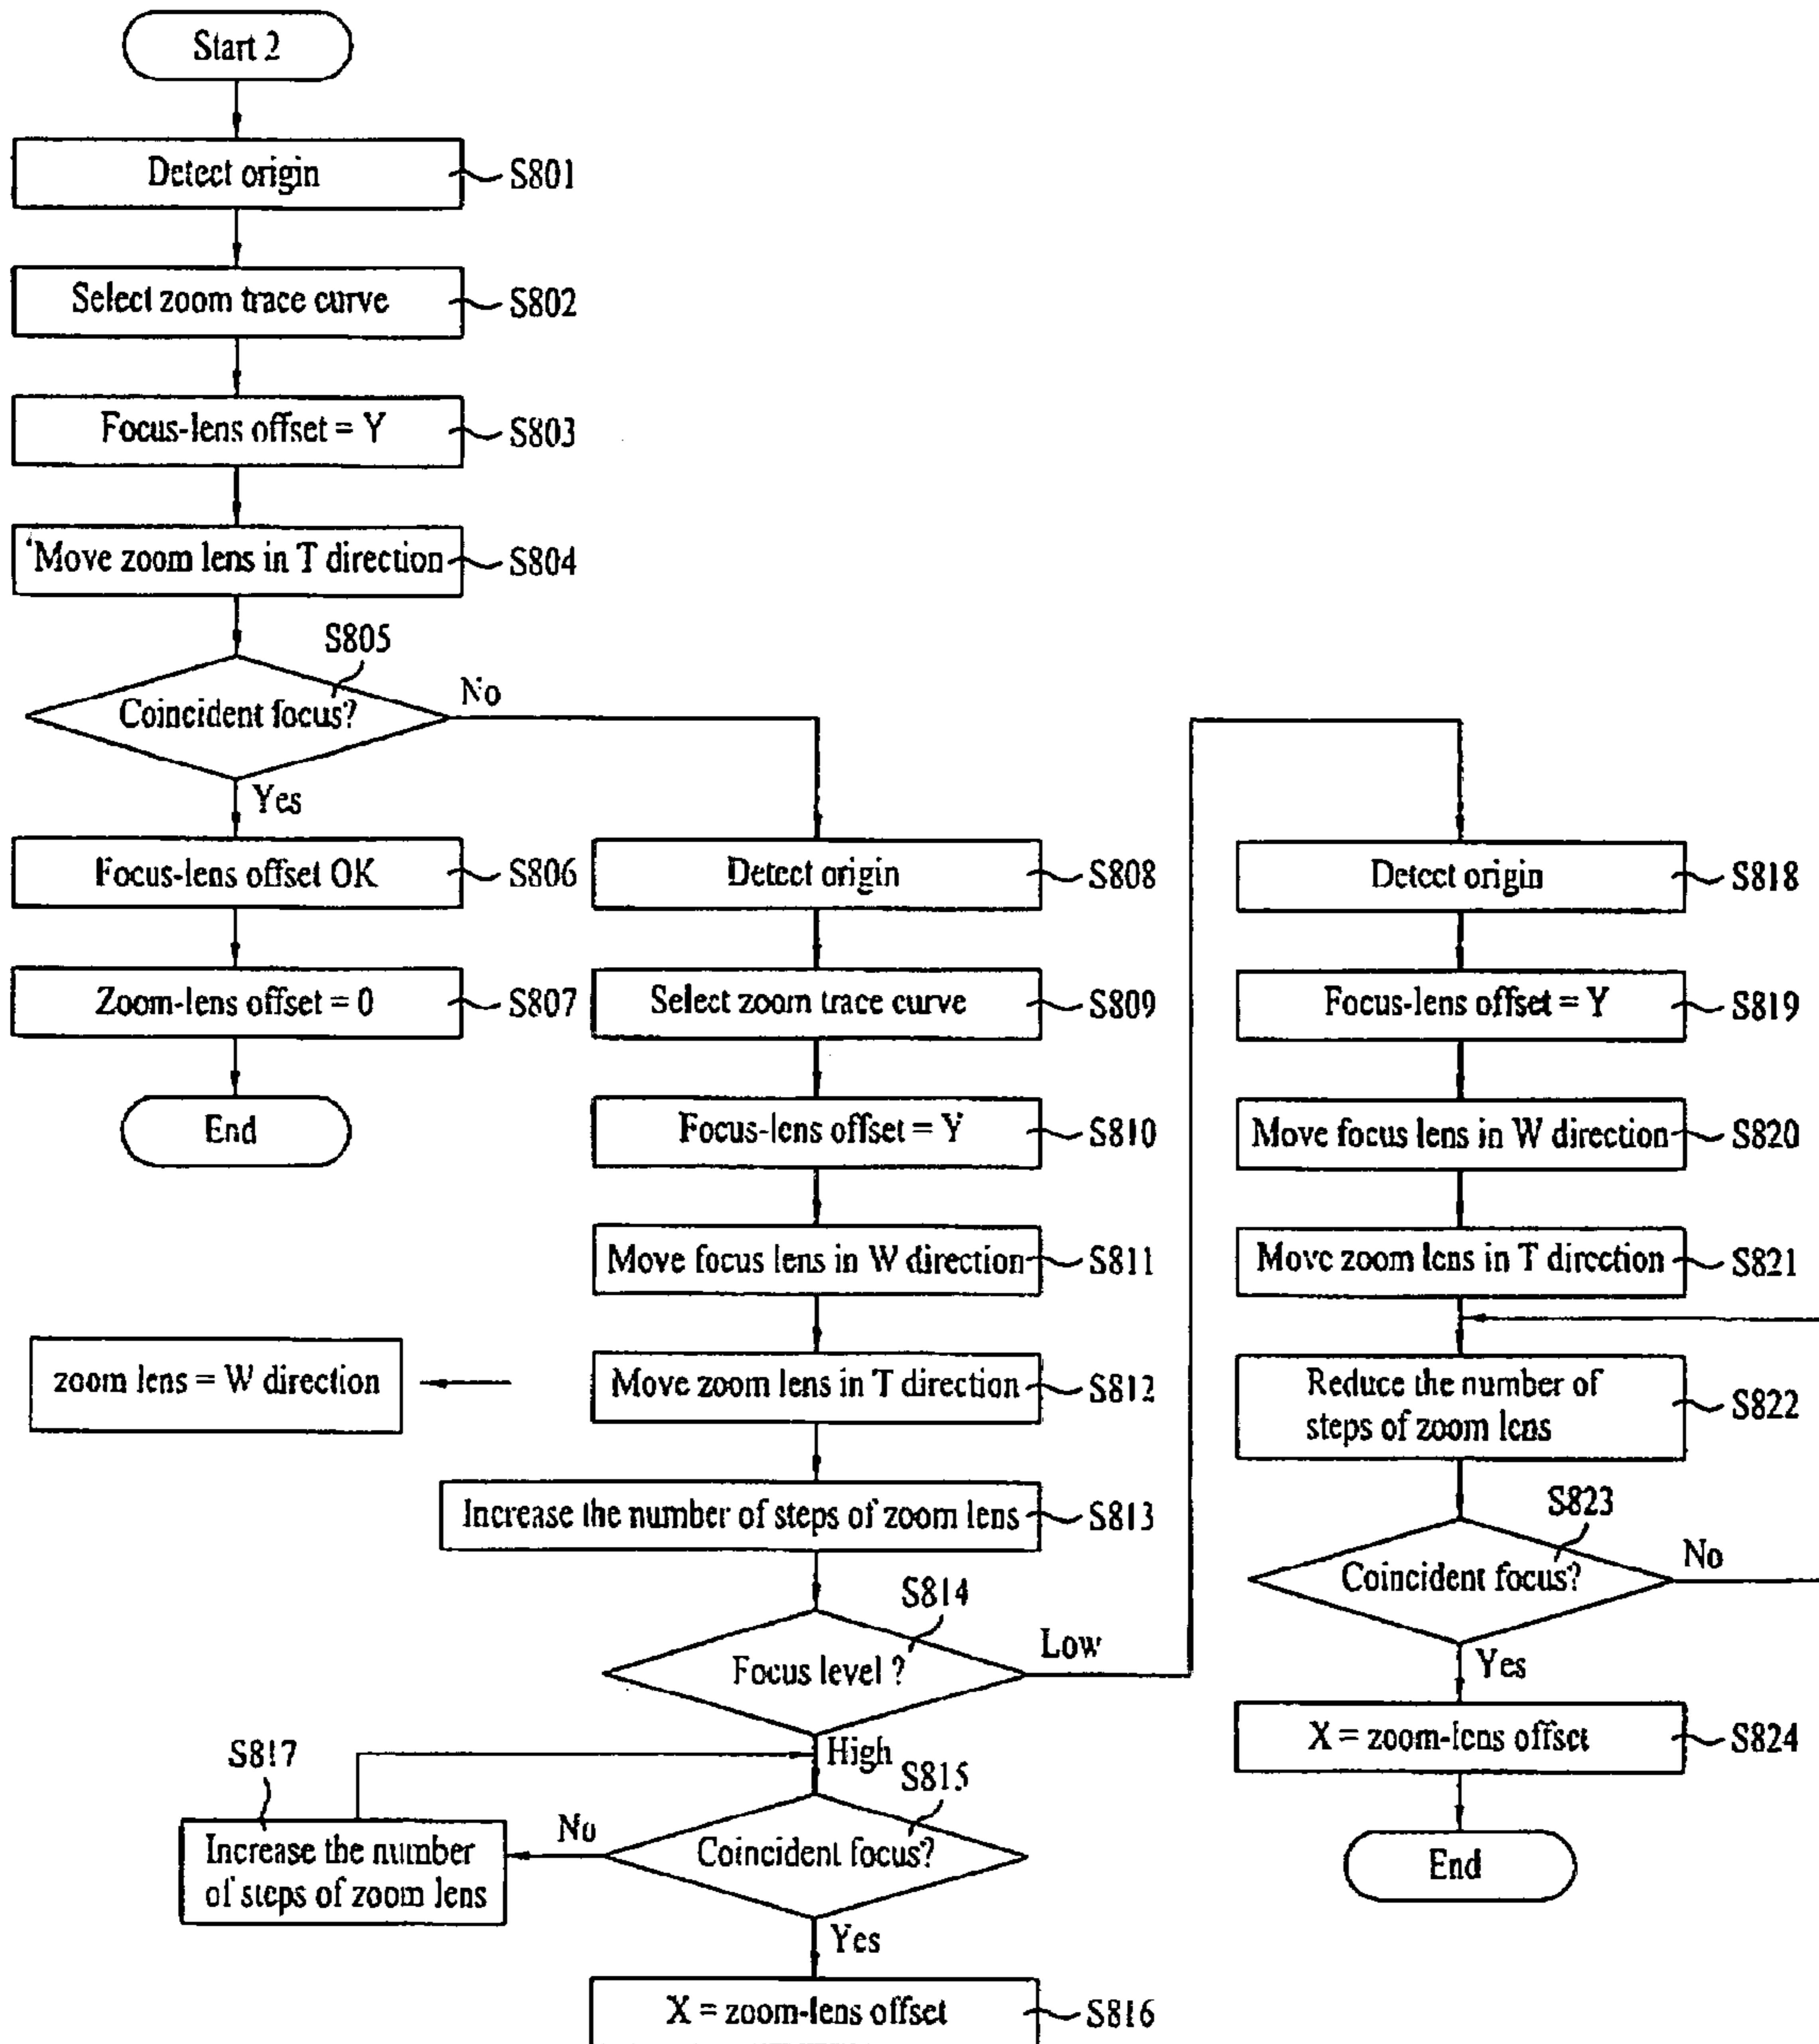 Start 2
Detect origin
S801
Select zoom trace curve
S802
Focus-lens offset = Y
S803
Move zoom lens in T direction
S804
S805
Coincident focus?
No
Yes
Focus-lens offset OK
S806
Zoom-lens offset = 0
S807
End
Detect origin
S808
Select zoom trace curve
S809
Focus-lens offset = Y
S810
Move focus lens in W direction
S811
zoom lens = W direction
Move zoom lens in T direction
S812
Increase the number of steps of zoom lens
S813
S814
Focus level ?
Low
High
S815
Coincident focus?
No
S817
Increase the number
of steps of zoom lens
Yes
X = zoom-lens offset
S816
Detect origin
S818
Focus-lens offset = Y
S819
Move focus lens in W direction
S820
Move zoom lens in T direction
S821
Reduce the number of
steps of zoom lens
S822
S823
Coincident focus?
No
Yes
X = zoom-lens offset
S824
End